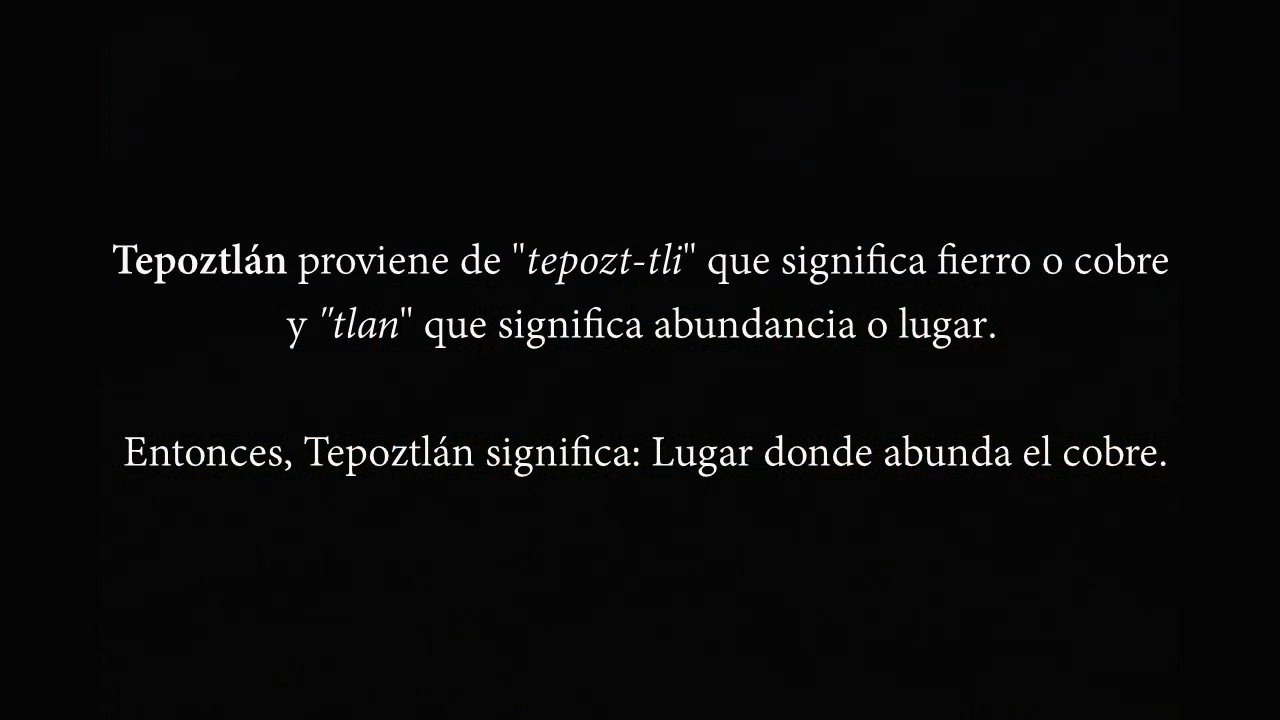 Tepoztlán proviene de "tepozt-tli" que significa fierro o cobre
y "tlan" que significa abundancia o lugar.
Entonces, Tepoztlán significa: Lugar donde abunda el cobre.